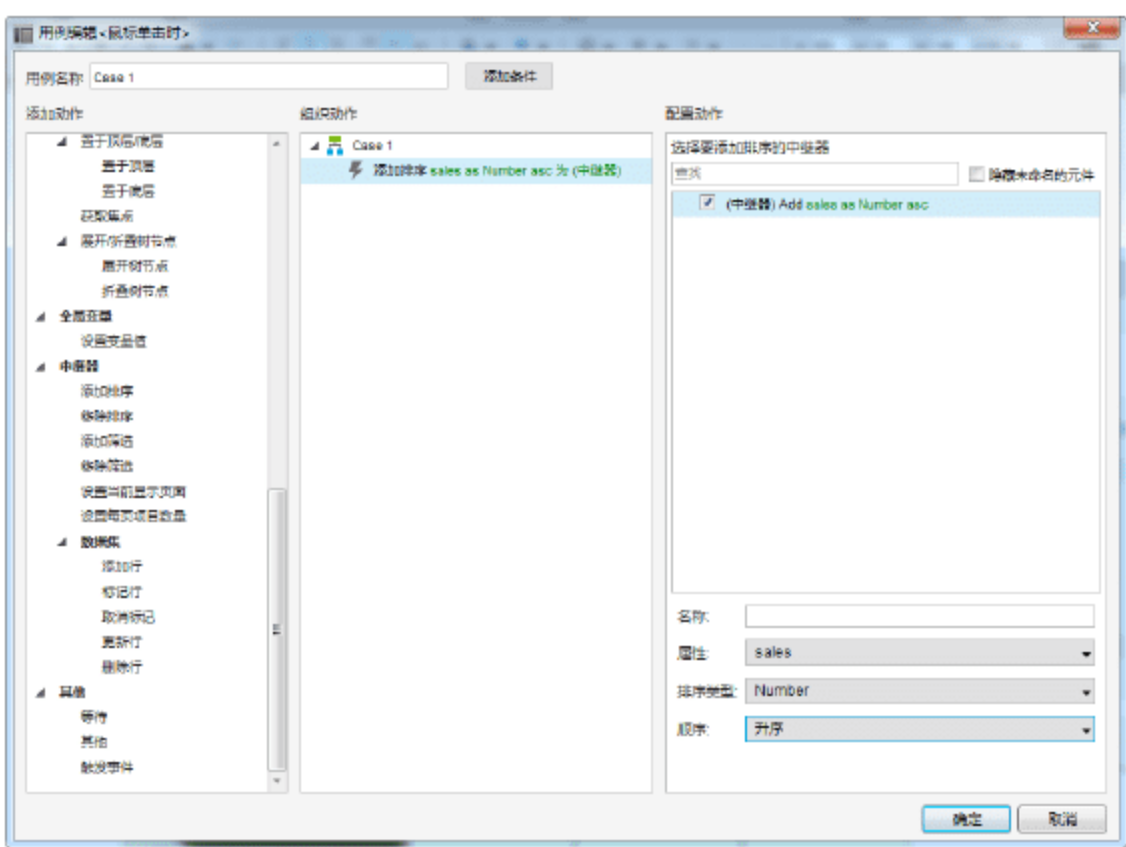 用例编辑<鼠标单击时>
用例名称 Case 1 添加条件
添加动作 组织动作 配置动作
置于顶层/底层
置于顶层
置于底层
获取焦点
展开/折叠树节点
展开树节点
折叠树节点
全局变量
设置变量值
中继器
添加排序
移除排序
添加筛选
移除筛选
设置当前显示页面
设置每页项目数量
数据集
添加行
标记行
取消标记
更新行
删除行
其他
等待
其他
触发事件
Case 1
添加排序 sales as Number asc 为 (中继器)
选择要添加排序的中继器
查找 隐藏未命名的元件
(中继器) Add sales as Number asc
名称:
属性: sales
排序类型: Number
顺序: 升序
确定 取消